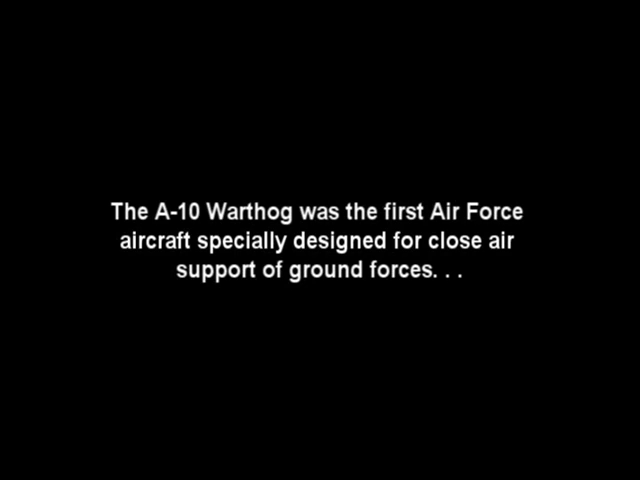 The A-10 Warthog was the first Air Force
aircraft specially designed for close air
support of ground forces. . .